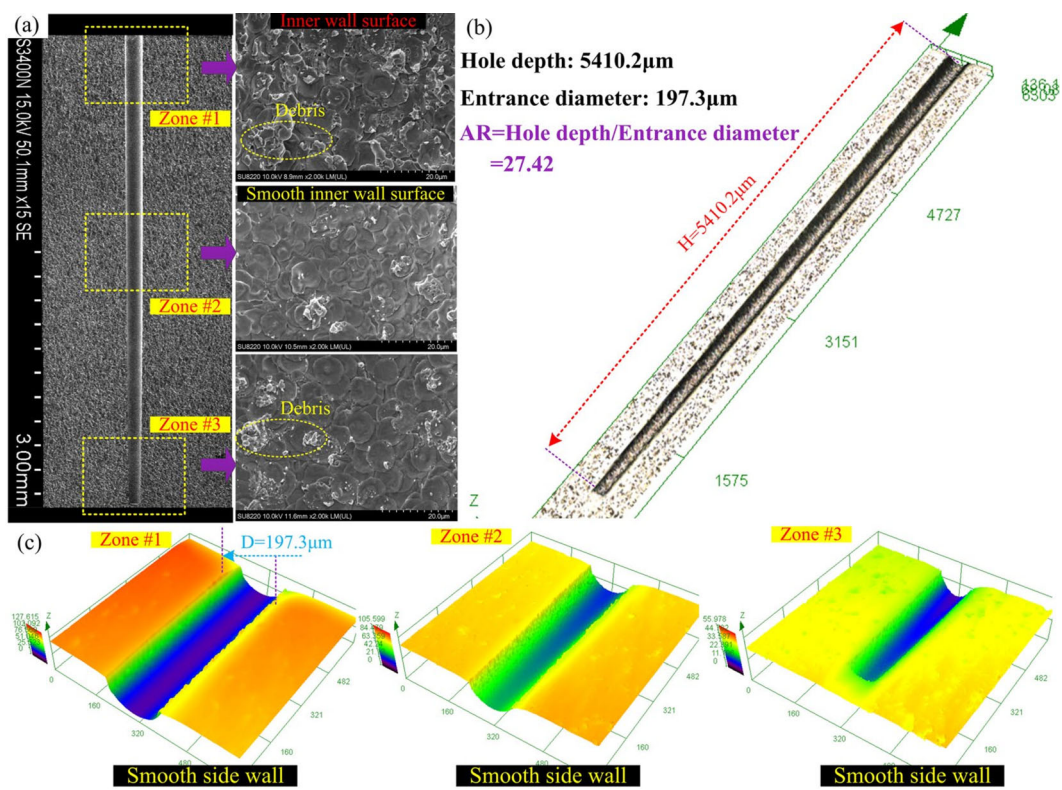 (a)
S3400N 15.0kV 50.1mm x15 SE
3.00mm
Zone #1
Zone #2
Zone #3
Inner wall surface
Debris
SU8220 10.0kV 8.9mm x2.00k LM(UL)
20.0μm
Smooth inner wall surface
SU8220 10.0kV 10.5mm x2.00k LM(UL)
20.0μm
Debris
SU8220 10.0kV 11.6mm x2.00k LM(UL)
20.0μm
(b)
Hole depth: 5410.2μm
Entrance diameter: 197.3μm
AR=Hole depth/Entrance diameter
=27.42
H=5410.2μm
4727
3151
1575
Z
(c)
Zone #1
D=197.3μm
Z
127.615
0
160
320
480
482
321
160
Smooth side wall
Zone #2
Z
105.599
0
160
320
482
321
160
Smooth side wall
Zone #3
Z
55.978
0
160
320
482
321
160
Smooth side wall